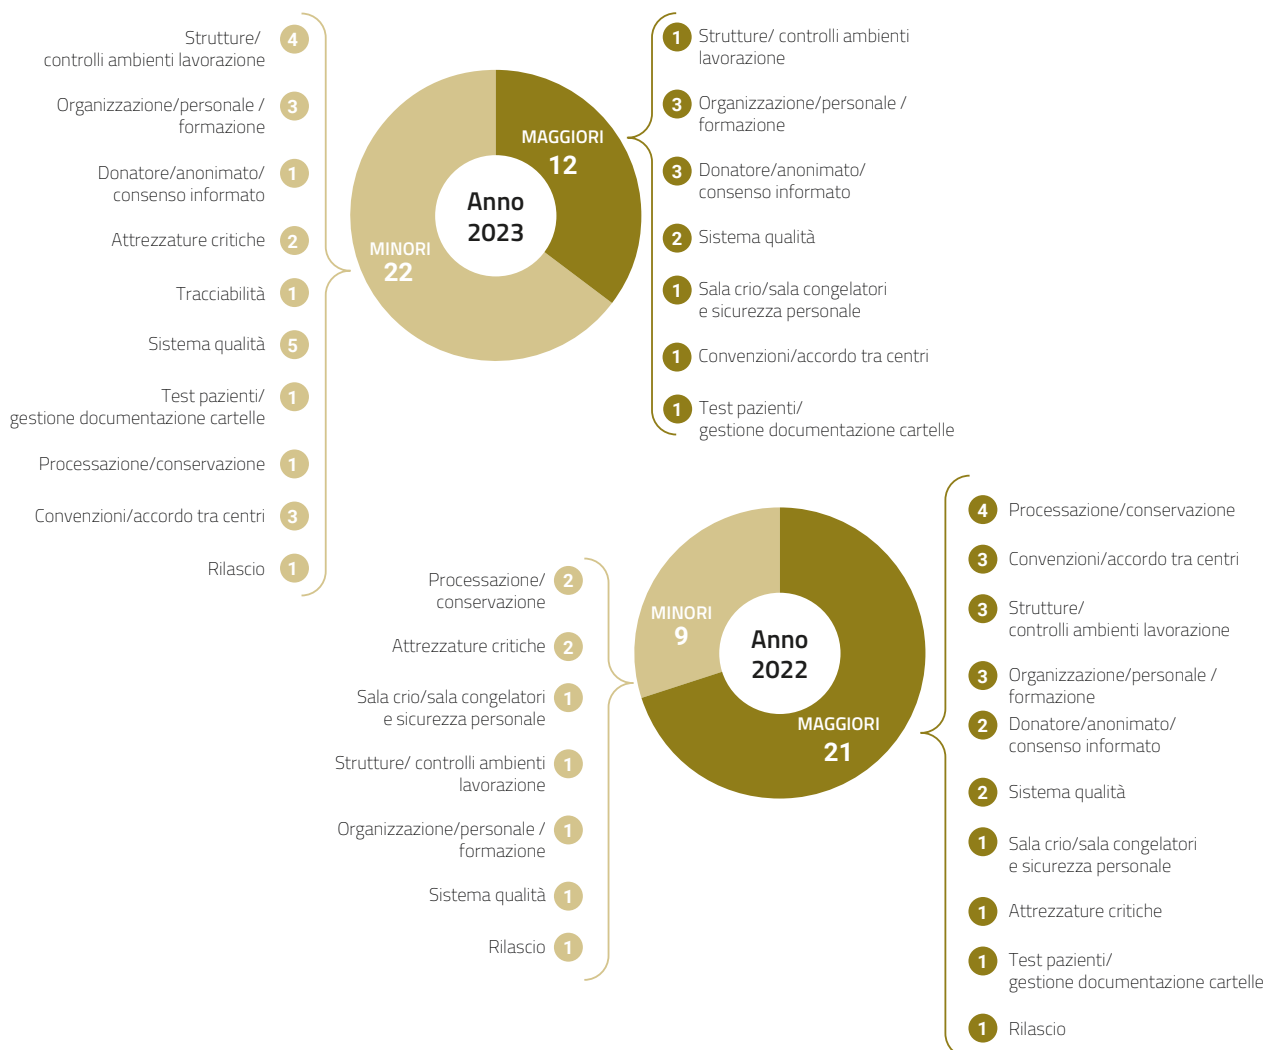 Strutture/
controlli ambienti lavorazione
4
Organizzazione/personale /
formazione
3
Donatore/anonimato/
consenso informato
1
Attrezzature critiche
2
Tracciabilità
1
Sistema qualità
5
Test pazienti/
gestione documentazione cartelle
1
Processazione/conservazione
1
Convenzioni/accordo tra centri
3
Rilascio
1
MINORI
22
Anno
2023
MAGGIORI
12
1
Strutture/ controlli ambienti
lavorazione
3
Organizzazione/personale /
formazione
3
Donatore/anonimato/
consenso informato
2
Sistema qualità
1
Sala crio/sala congelatori
e sicurezza personale
1
Convenzioni/accordo tra centri
1
Test pazienti/
gestione documentazione cartelle
Processazione/
conservazione
2
Attrezzature critiche
2
Sala crio/sala congelatori
e sicurezza personale
1
Strutture/ controlli ambienti
lavorazione
1
Organizzazione/personale /
formazione
1
Sistema qualità
1
Rilascio
1
MINORI
9
Anno
2022
MAGGIORI
21
4
Processazione/conservazione
3
Convenzioni/accordo tra centri
3
Strutture/
controlli ambienti lavorazione
3
Organizzazione/personale /
formazione
2
Donatore/anonimato/
consenso informato
2
Sistema qualità
1
Sala crio/sala congelatori
e sicurezza personale
1
Attrezzature critiche
1
Test pazienti/
gestione documentazione cartelle
1
Rilascio